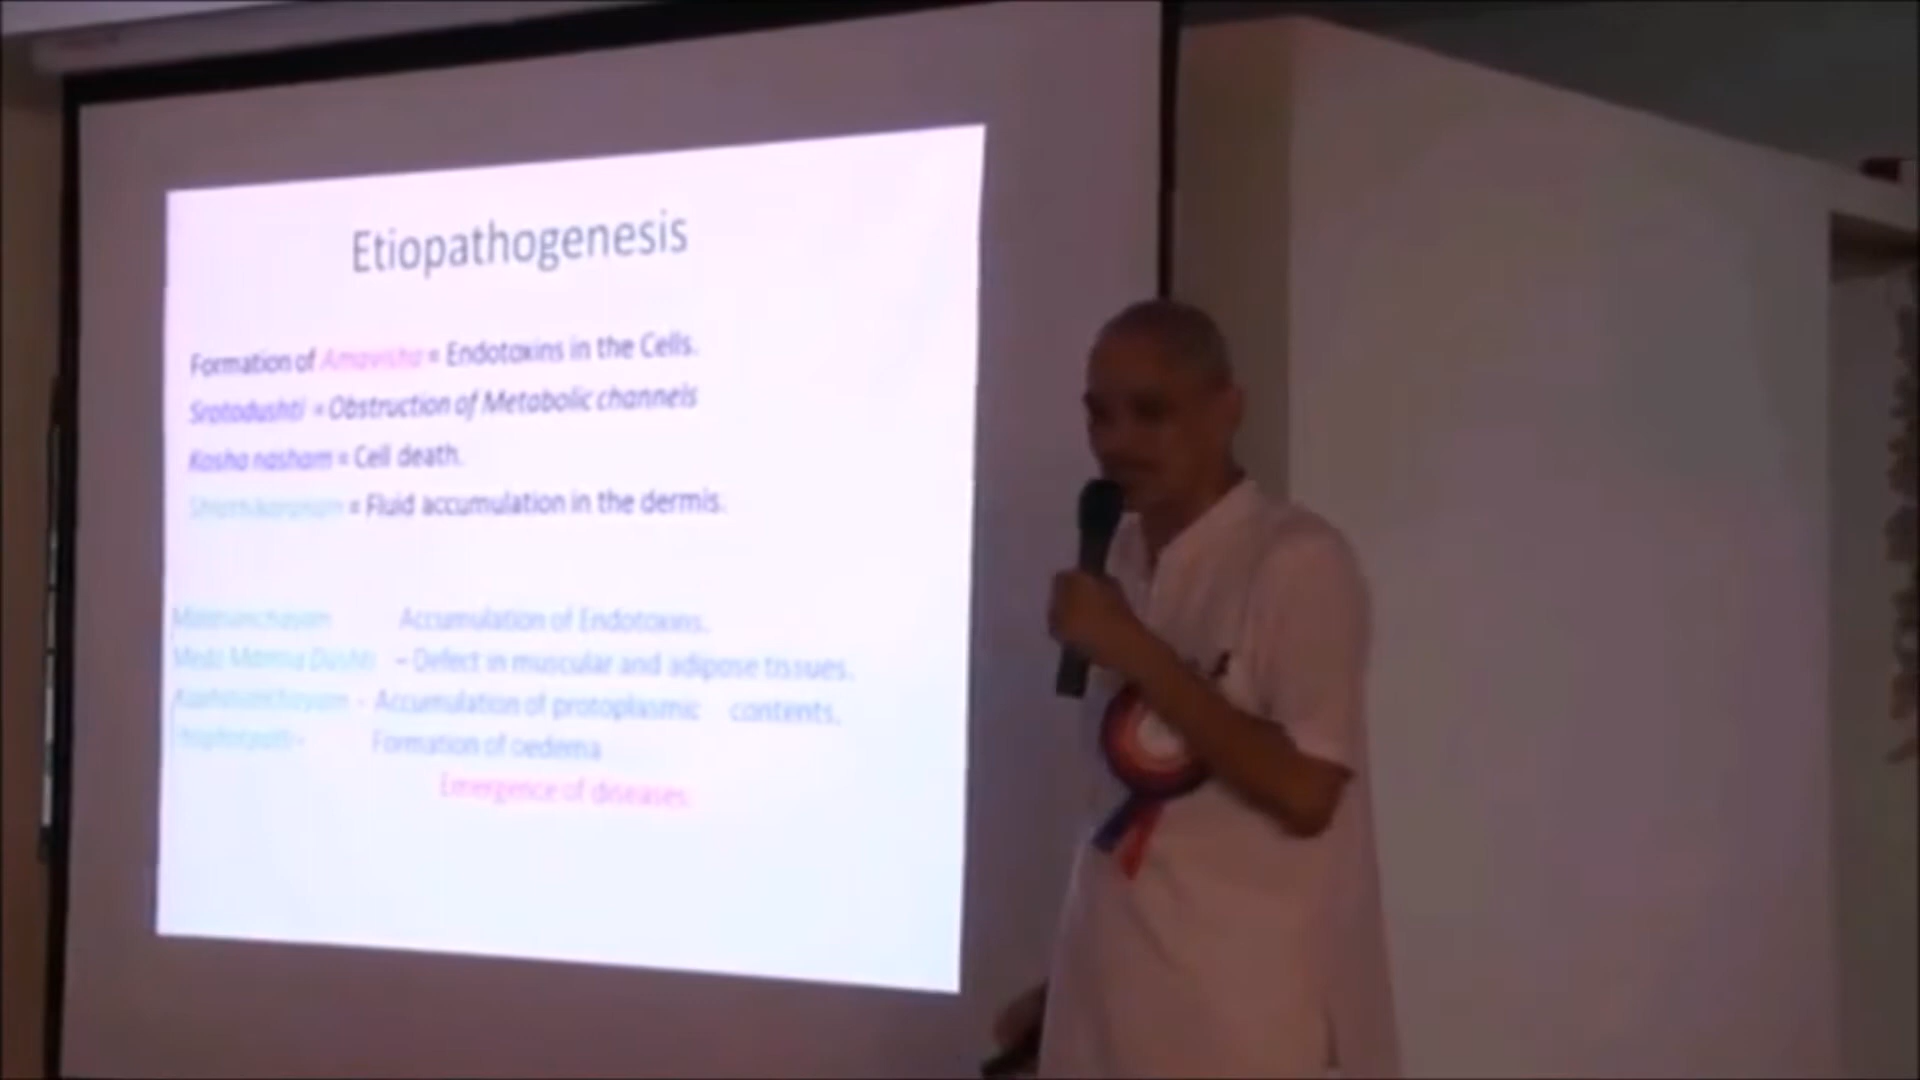 Etiopathogenesis
Formation of Amavisha = Endotoxins in the Cells.
Srotodushti = Obstruction of Metabolic channels
Kosha nasham = Cell death.
= Fluid accumulation in the dermis.
Accumulation of Endotoxins.
Dushti – Defect in muscular and adipose tissues.
- Accumulation of protoplasmic contents.
Formation of oedema
Emergence of diseases